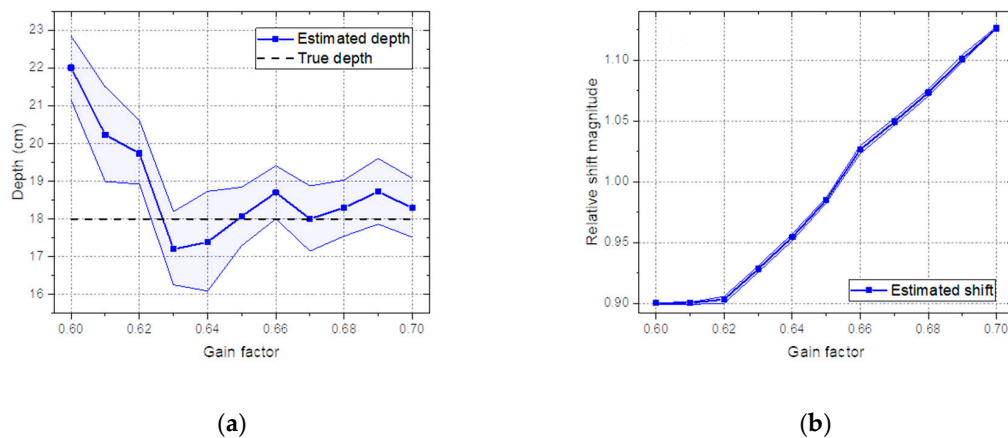 23
22
21
20
19
18
17
16
Depth (cm)
Estimated depth
True depth
0.60 0.62 0.64 0.66 0.68 0.70
Gain factor
(a)
1.10
1.05
1.00
0.95
0.90
Relative shift magnitude
Estimated shift
0.60 0.62 0.64 0.66 0.68 0.70
Gain factor
(b)